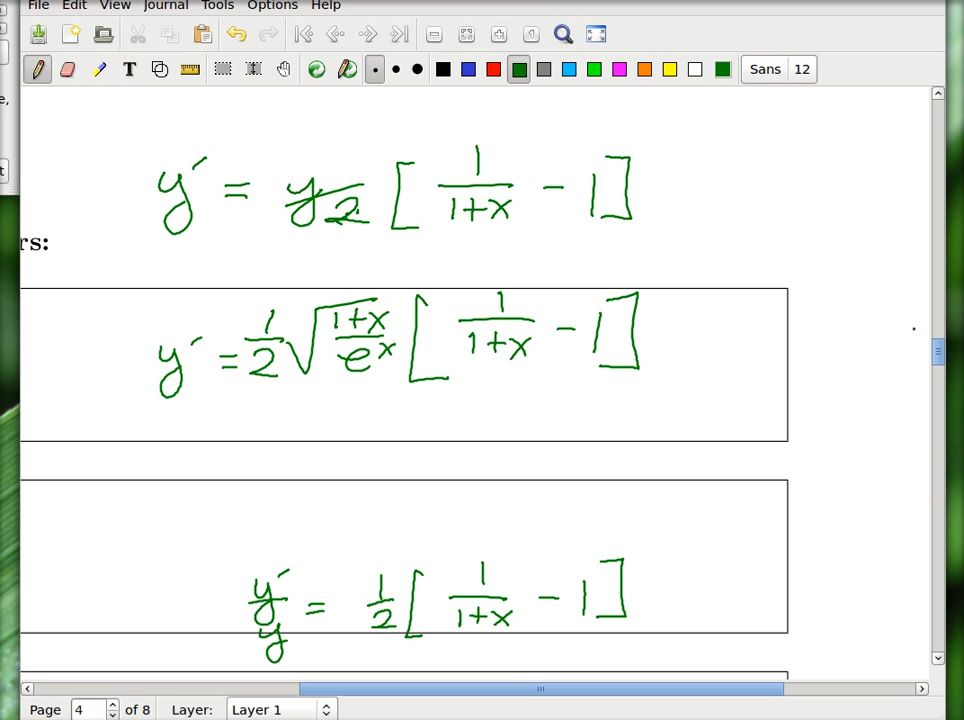 File Edit View Journal Tools Options Help
Sans 12
y' = y/2 [ 1/(1+x) - 1 ]
rs:
y' = 1/2 √((1+x)/e^x) [ 1/(1+x) - 1 ]
y'/y = 1/2 [ 1/(1+x) - 1 ]
Page 4 of 8 Layer: Layer 1